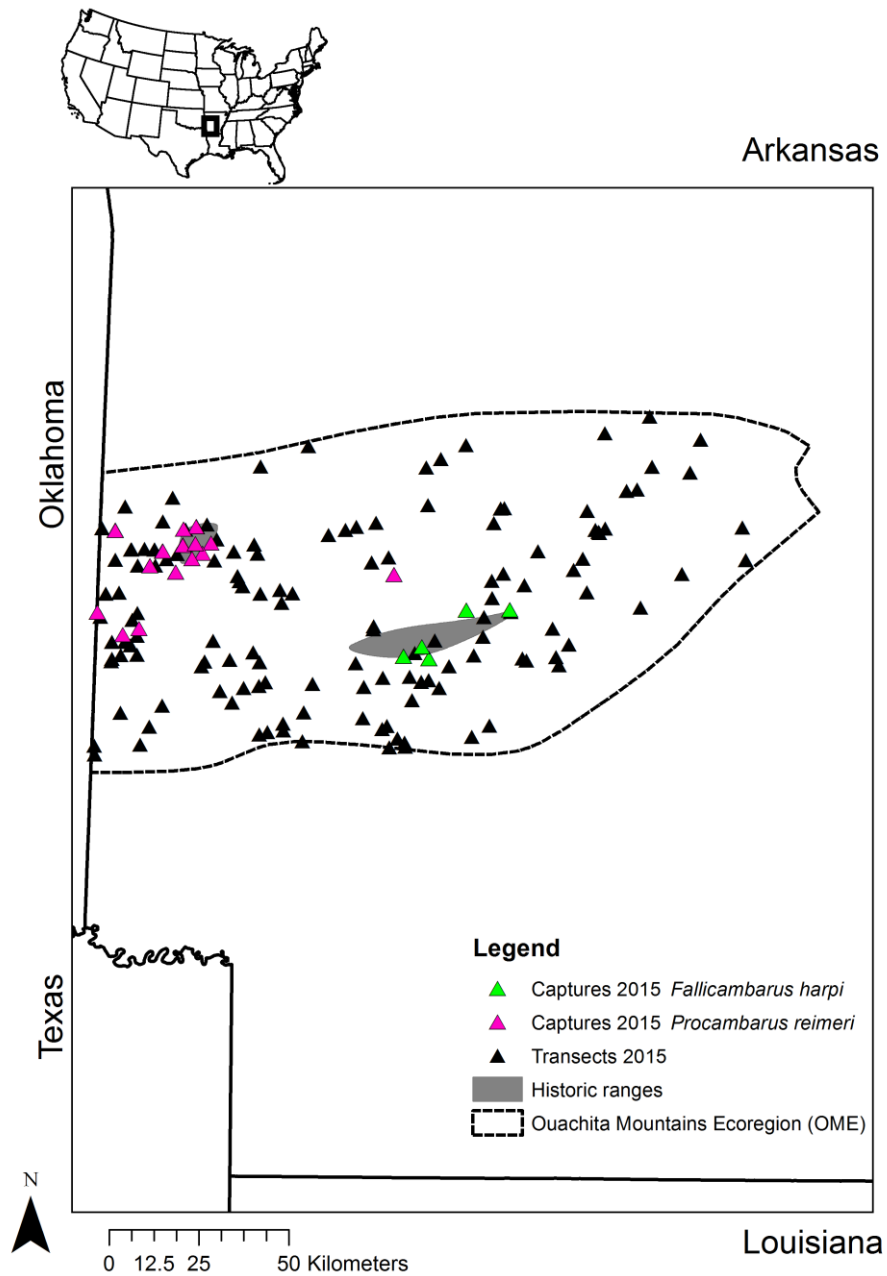 Arkansas
Oklahoma
Texas
Legend
Captures 2015 Fallicambarus harpi
Captures 2015 Procambarus reimeri
Transects 2015
Historic ranges
Ouachita Mountains Ecoregion (OME)
N
0 12.5 25 50 Kilometers
Louisiana